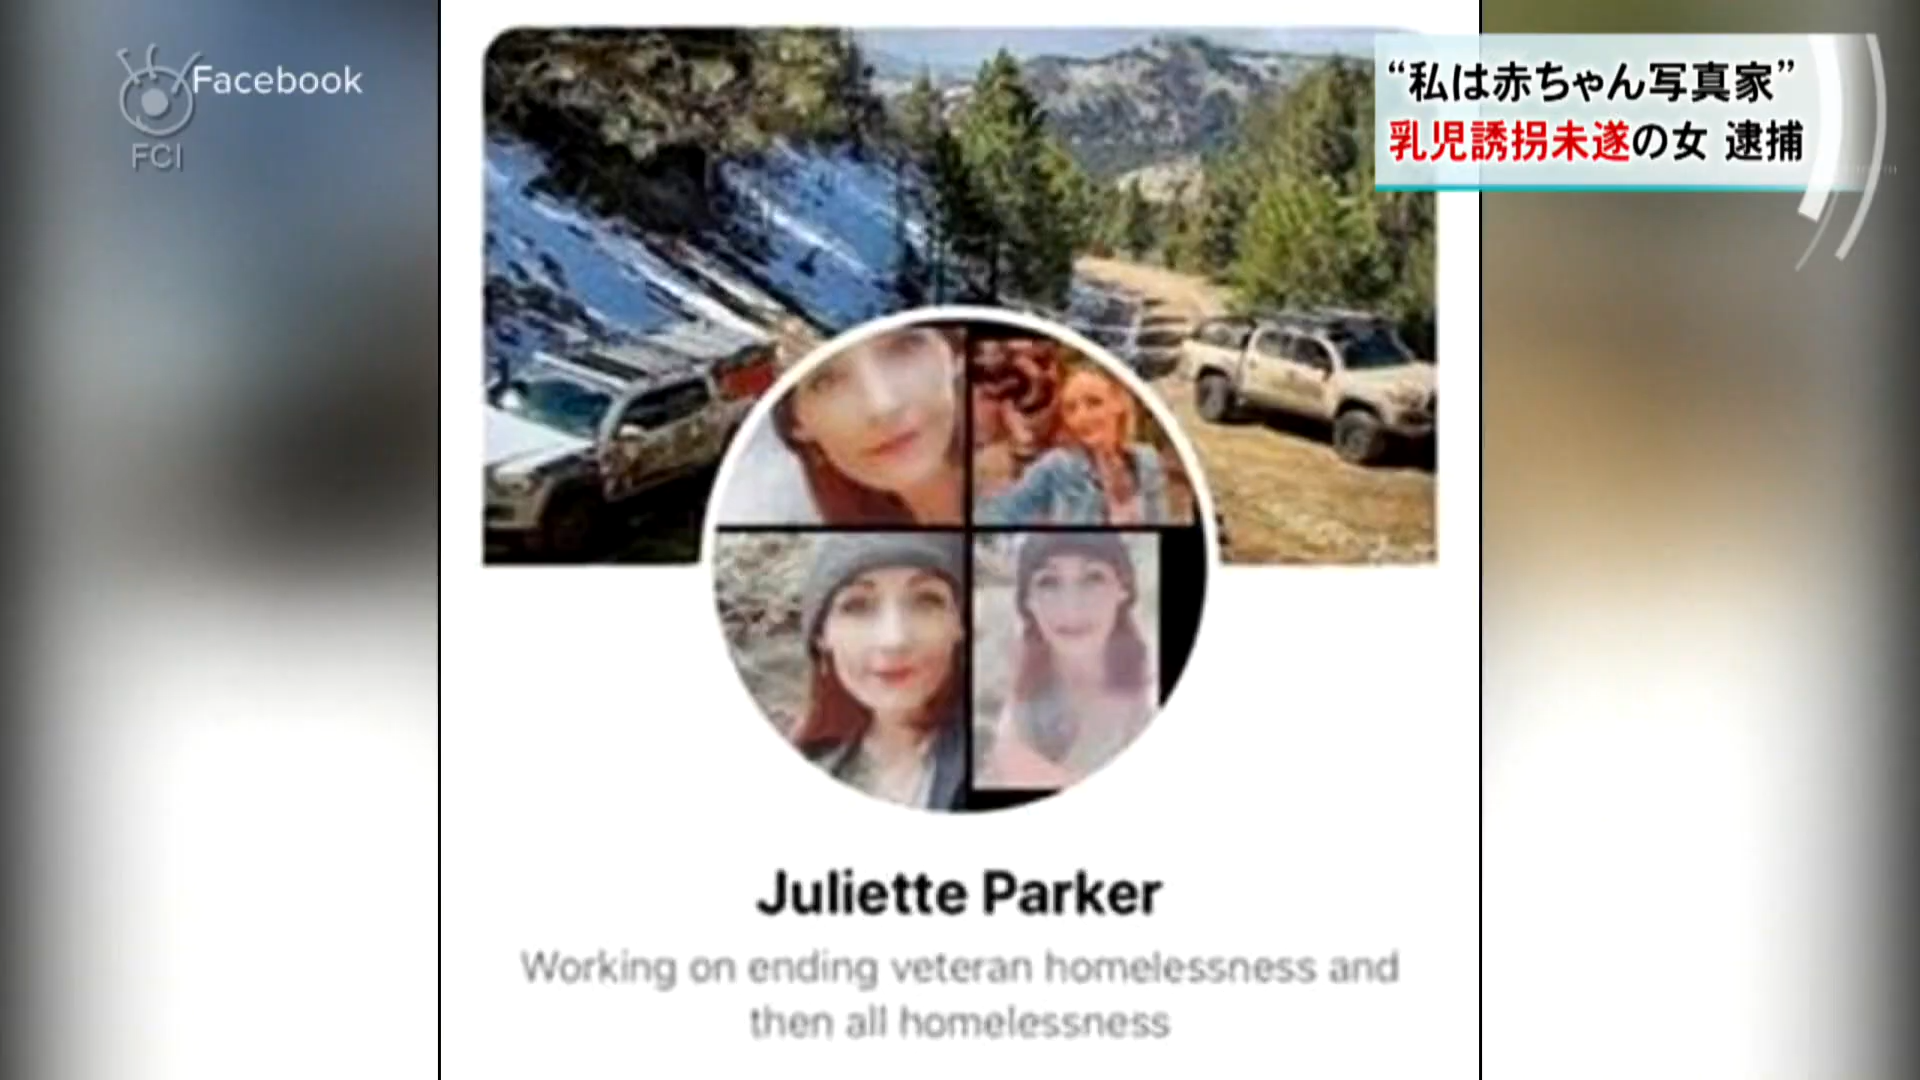 Facebook
FCI
“私は赤ちゃん写真家”
乳児誘拐未遂の女 逮捕
Juliette Parker
Working on ending veteran homelessness and
then all homelessness